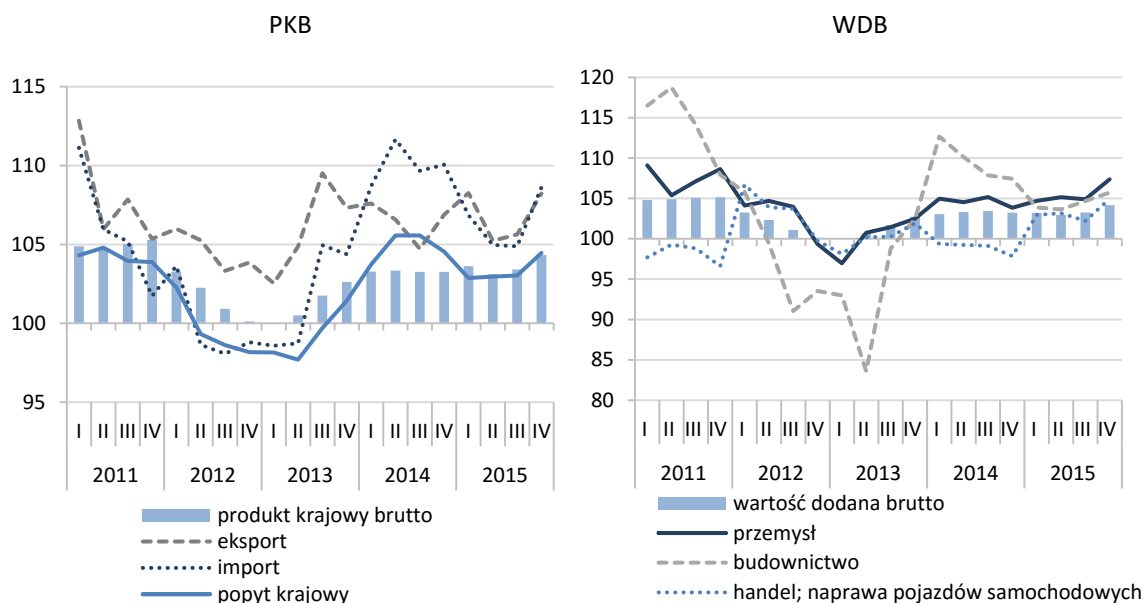 PKB
115
110
105
100
95
I II III IV I II III IV I II III IV I II III IV I II III IV
2011 2012 2013 2014 2015
produkt krajowy brutto
eksport
import
popyt krajowy
WDB
120
115
110
105
100
95
90
85
80
I II III IV I II III IV I II III IV I II III IV I II III IV
2011 2012 2013 2014 2015
wartość dodana brutto
przemysł
budownictwo
handel; naprawa pojazdów samochodowych